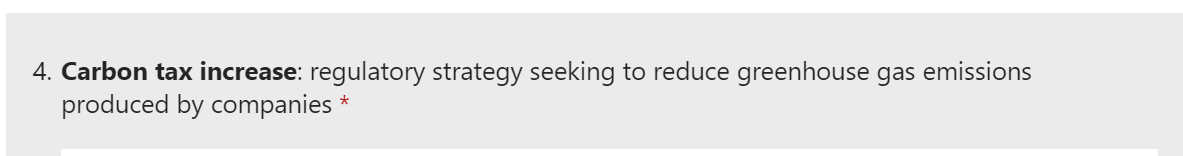 4. Carbon tax increase: regulatory strategy seeking to reduce greenhouse gas emissions
produced by companies *